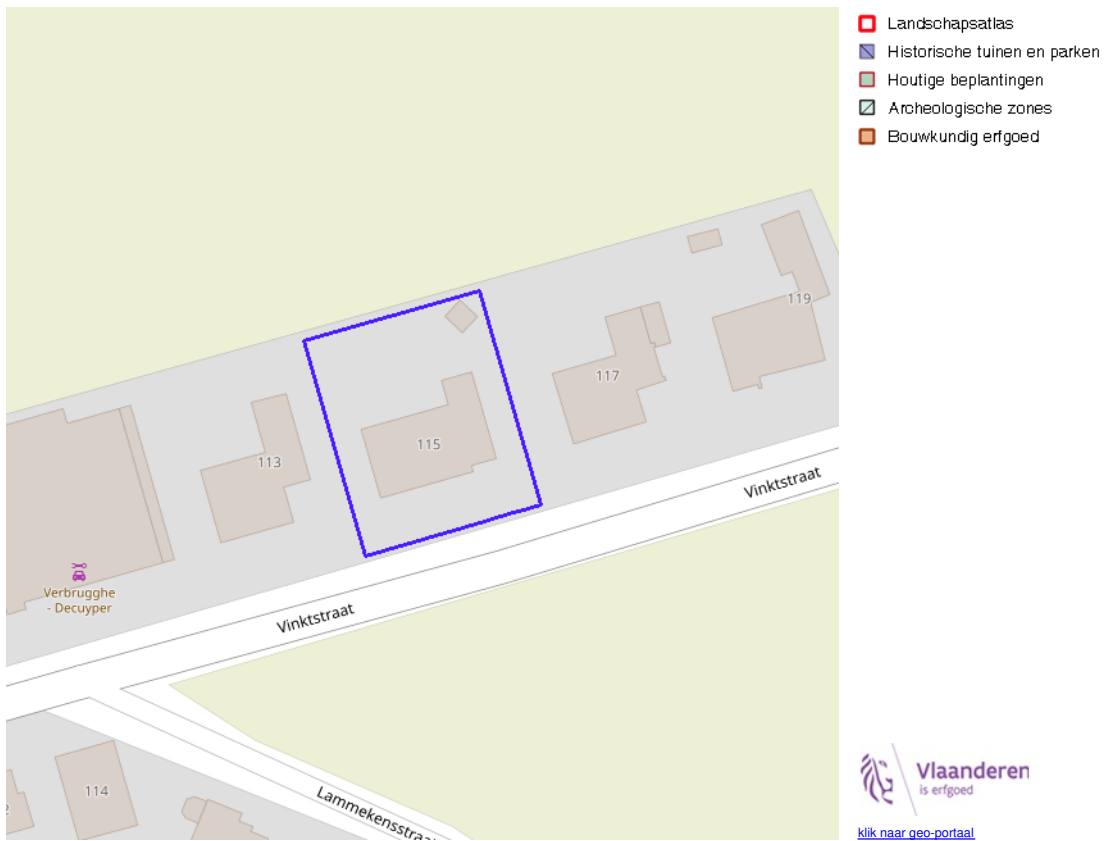 Landschapsatlas
Historische tuinen en parken
Houtige beplantingen
Archeologische zones
Bouwkundig erfgoed
119
117
115
113
Vinktstraat
Verbrugghe
- Decuyper
Vinktstraat
114
Vlaanderen
is erfgoed
klik naar geo-portaal